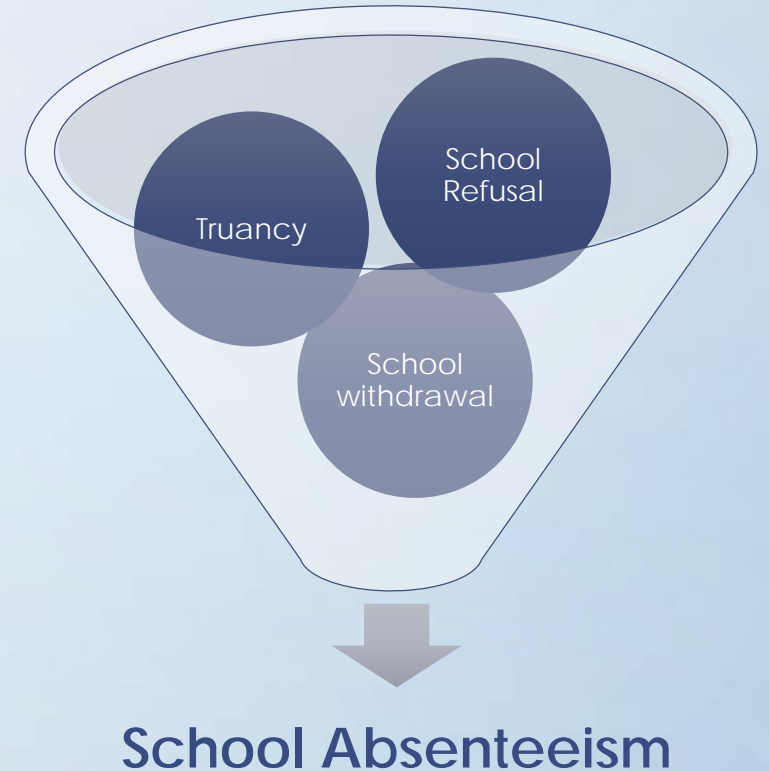 School
Refusal
Truancy
School
withdrawal
School Absenteeism